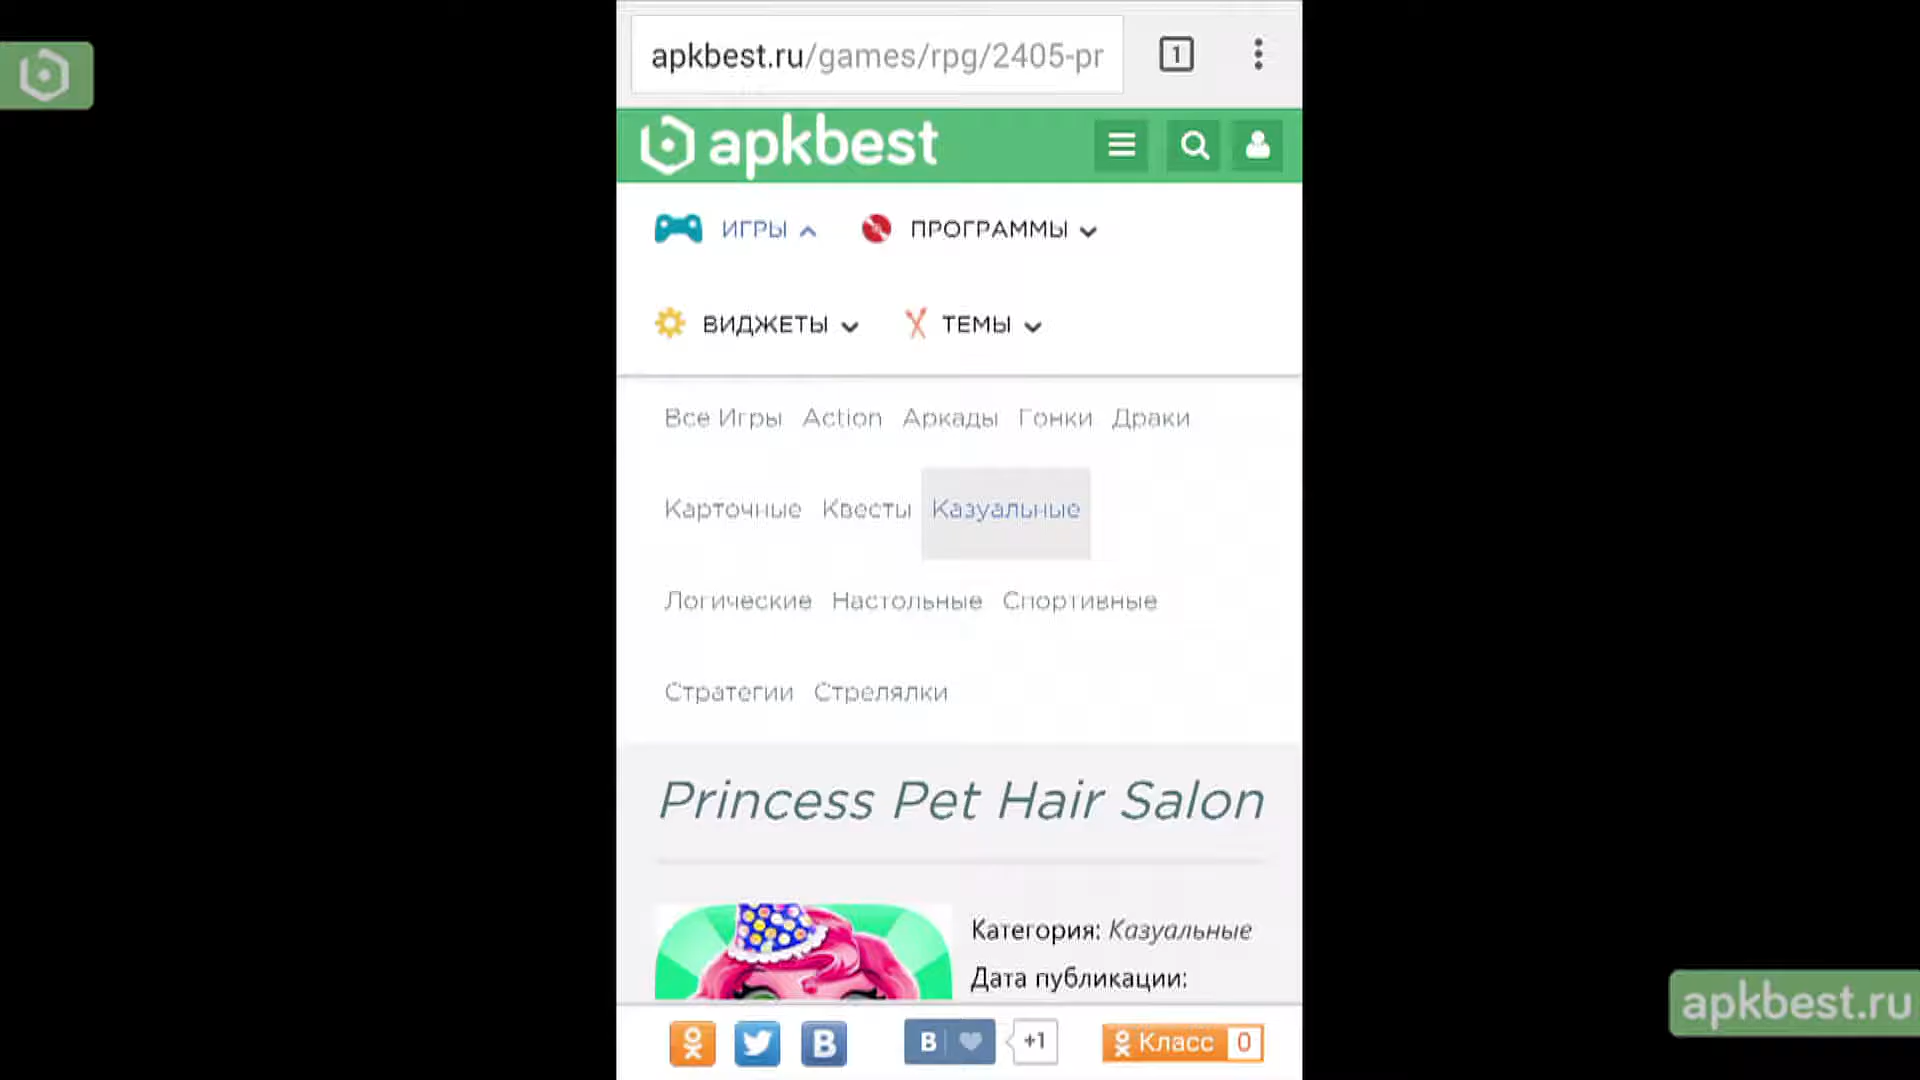 apkbest.ru/games/rpg/2405-pr
1
apkbest
ИГРЫ ПРОГРАММЫ
ВИДЖЕТЫ ТЕМЫ
Все Игры Action Аркады Гонки Драки
Карточные Квесты Казуальные
Логические Настольные Спортивные
Стратегии Стрелялки
Princess Pet Hair Salon
Категория: Казуальные
Дата публикации:
B B +1 Класс 0
apkbest.ru